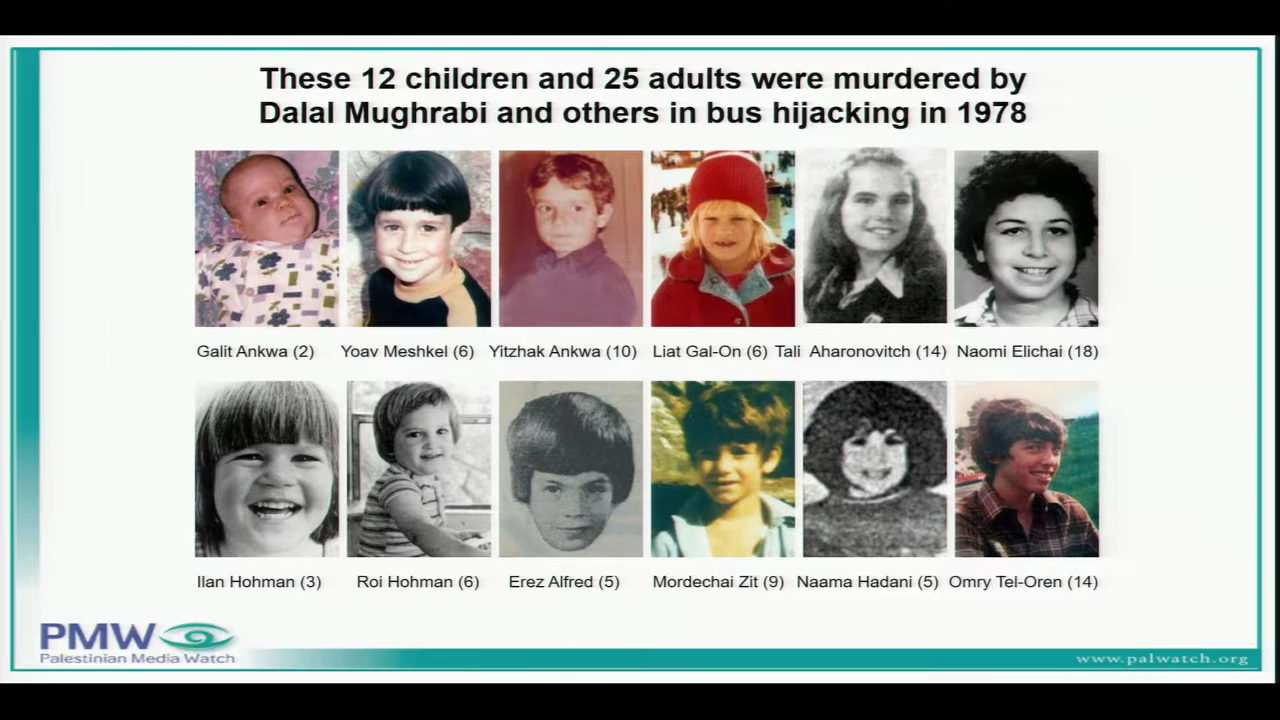 These 12 children and 25 adults were murdered by
Dalal Mughrabi and others in bus hijacking in 1978
Galit Ankwa (2) Yoav Meshkel (6) Yitzhak Ankwa (10) Liat Gal-On (6) Tali Aharonovitch (14) Naomi Elichai (18)
Ilan Hohman (3) Roi Hohman (6) Erez Alfred (5) Mordechai Zit (9) Naama Hadani (5) Omry Tel-Oren (14)
PMW
Palestinian Media Watch
www.palwatch.org